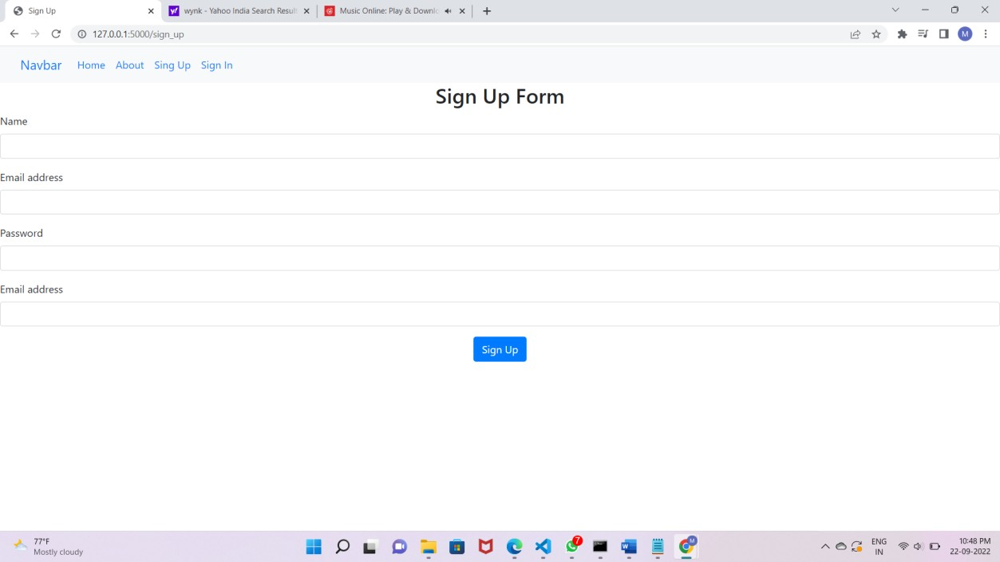 Sign Up
wynk - Yahoo India Search Result
Music Online: Play & Downlo
127.0.0.1:5000/sign_up
M
Navbar Home About Sing Up Sign In
Sign Up Form
Name
Email address
Password
Email address
Sign Up
77°F
Mostly cloudy
7
M
ENG
IN
10:48 PM
22-09-2022